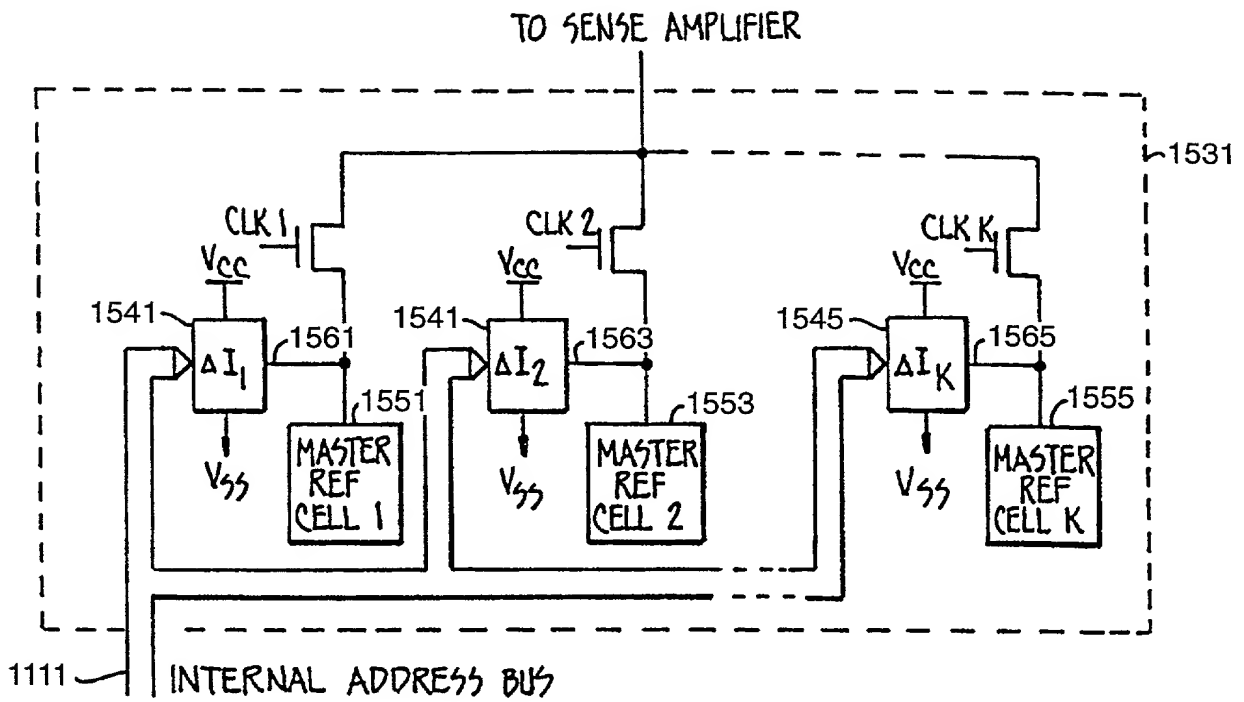 TO SENSE AMPLIFIER
1531
CLK 1
CLK 2
CLK K
VCC
VCC
VCC
1541
1541
1545
ΔI1
1561
ΔI2
1563
ΔIK
1565
1551
1553
1555
VSS
VSS
VSS
MASTER
REF
CELL 1
MASTER
REF
CELL 2
MASTER
REF
CELL K
1111
INTERNAL ADDRESS BUS